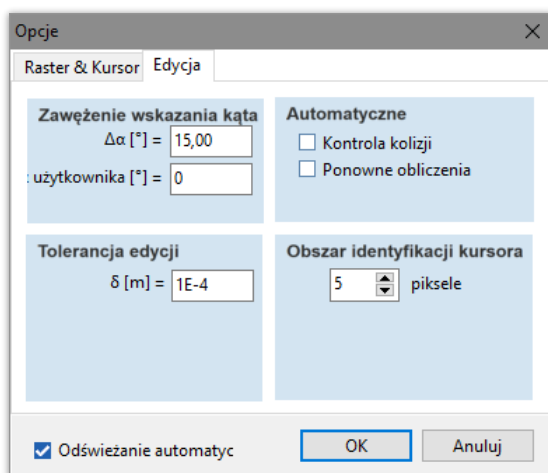 Opcje
Raster & Kursor Edycja
Zawężenie wskazania kąta
Δα [°] = 15,00
użytkownika [°] = 0
Automatyczne
Kontrola kolizji
Ponowne obliczenia
Tolerancja edycji
δ [m] = 1E-4
Obszar identyfikacji kursora
5 piksele
Odświeżanie automatyc
OK Anuluj